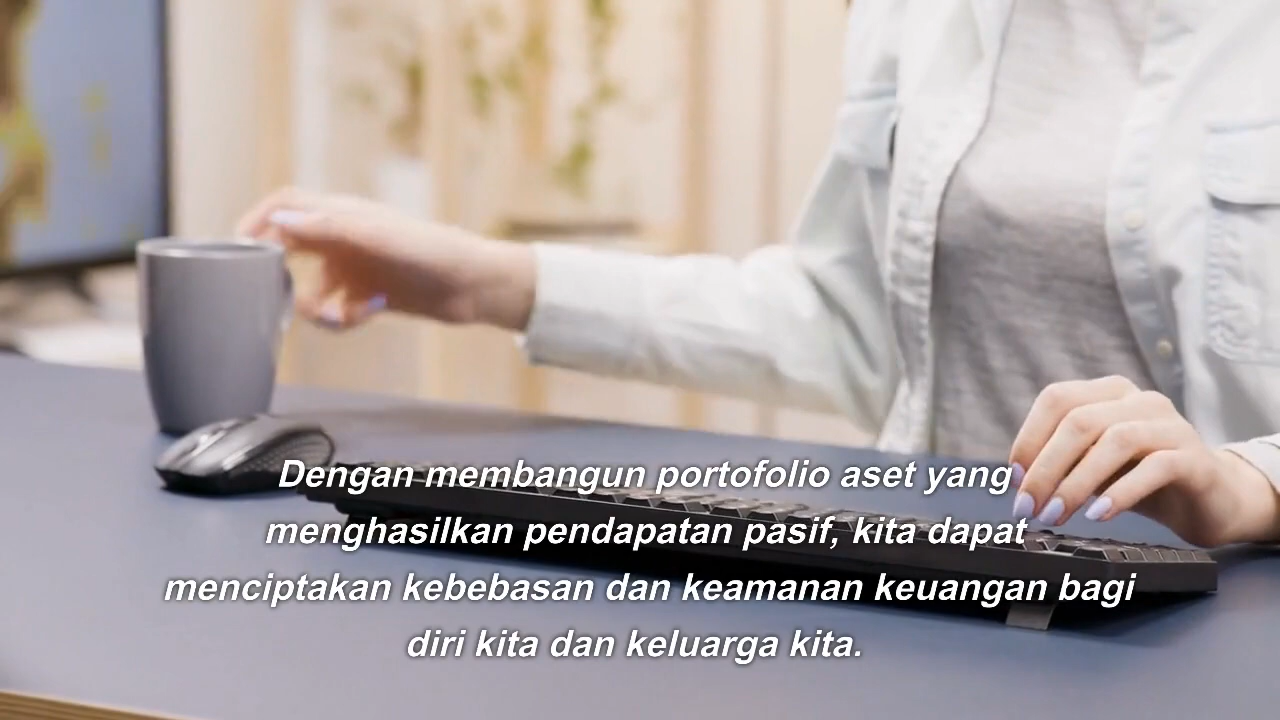 Dengan membangun portofolio aset yang
menghasilkan pendapatan pasif, kita dapat
menciptakan kebebasan dan keamanan keuangan bagi
diri kita dan keluarga kita.